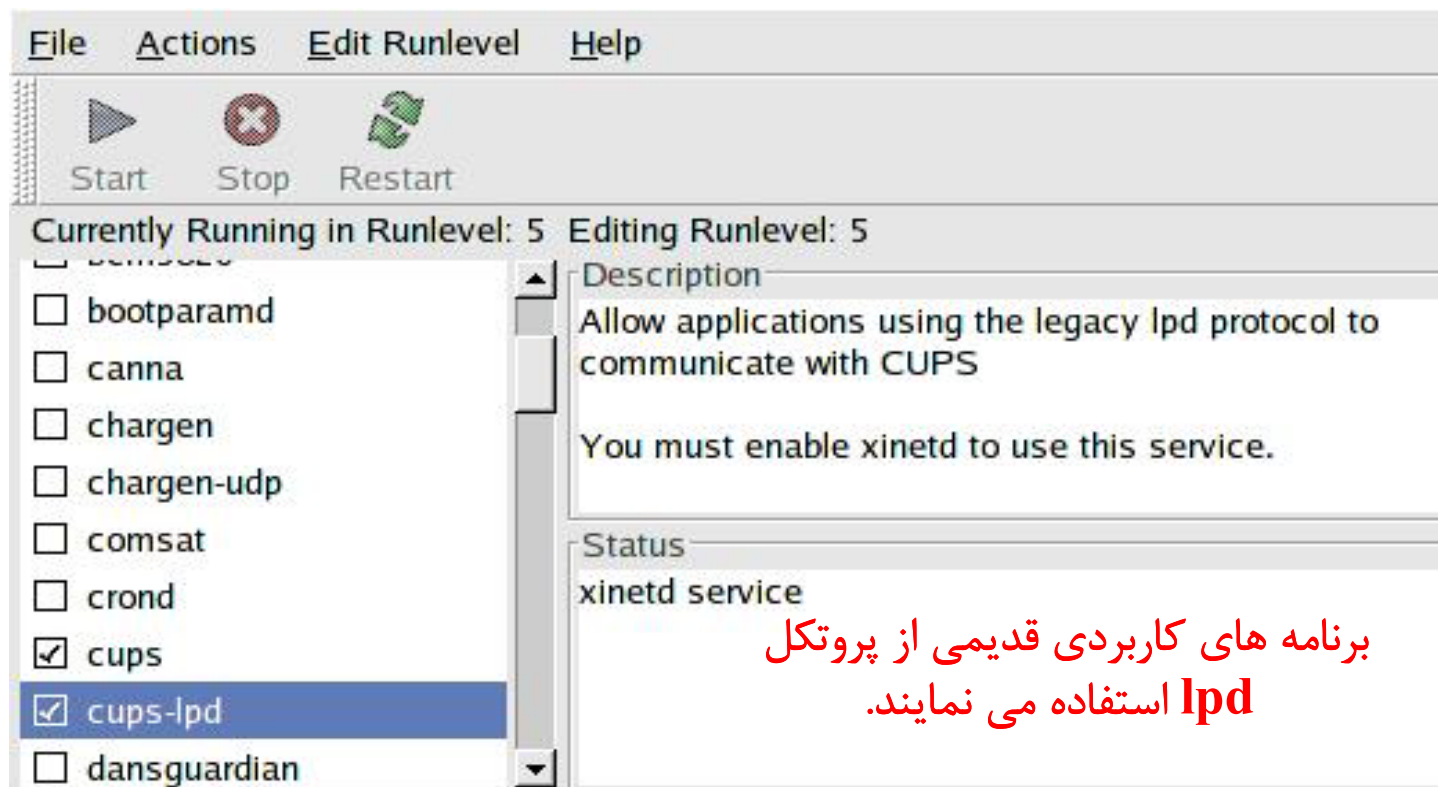 File Actions Edit Runlevel Help
Start Stop Restart
Currently Running in Runlevel: 5 Editing Runlevel: 5
bootparamd
canna
chargen
chargen-udp
comsat
crond
cups
cups-lpd
dansguardian
Description
Allow applications using the legacy lpd protocol to
communicate with CUPS
You must enable xinetd to use this service.
Status
xinetd service
برنامه های کاربردی قدیمی از پروتکل
lpd استفاده می نمایند.